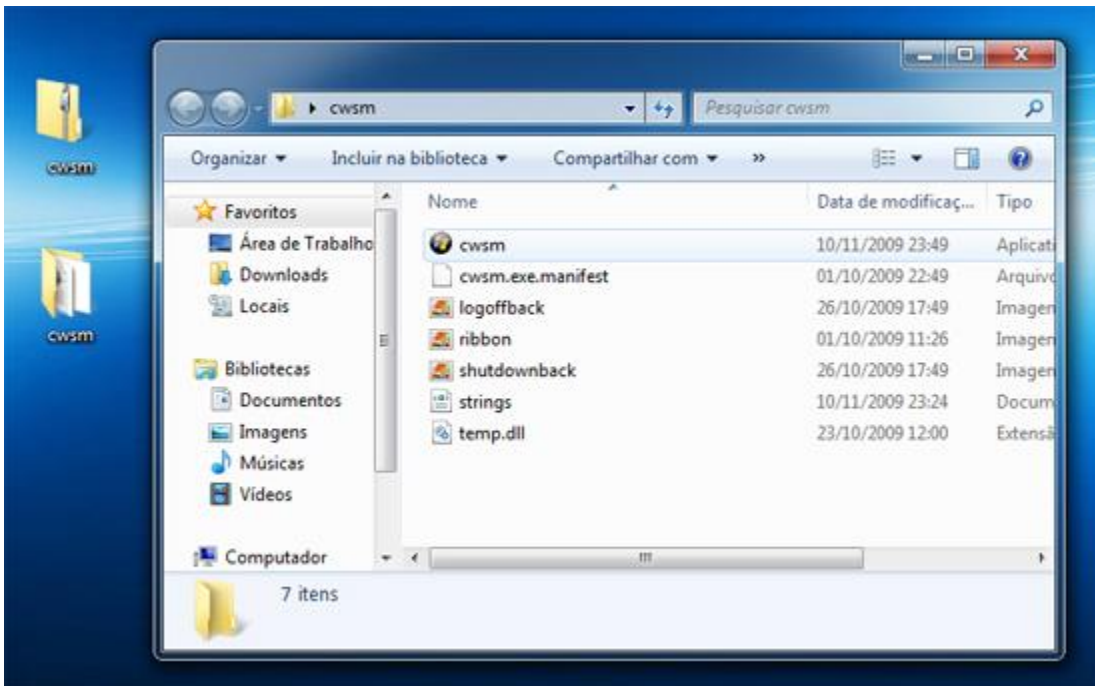 cwsm
cwsm
cwsm
Pesquisar cwsm
Organizar
Incluir na biblioteca
Compartilhar com
»
Favoritos
Área de Trabalho
Downloads
Locais
Bibliotecas
Documentos
Imagens
Músicas
Vídeos
Computador
Nome Data de modificaç... Tipo
cwsm 10/11/2009 23:49 Aplicati
cwsm.exe.manifest 01/10/2009 22:49 Arquivo
logoffback 26/10/2009 17:49 Imagen
ribbon 01/10/2009 11:26 Imagen
shutdownback 26/10/2009 17:49 Imagen
strings 10/11/2009 23:24 Docum
temp.dll 23/10/2009 12:00 Extensã
7 itens